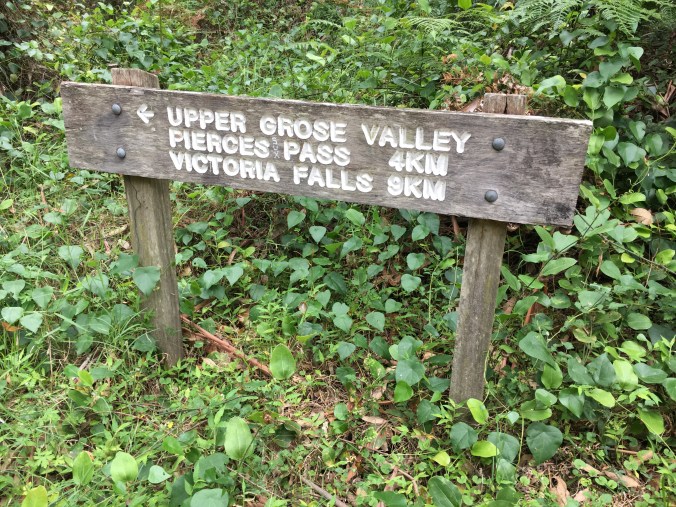 ← UPPER GROSE VALLEY
PIERCES PASS 4KM
VICTORIA FALLS 9KM